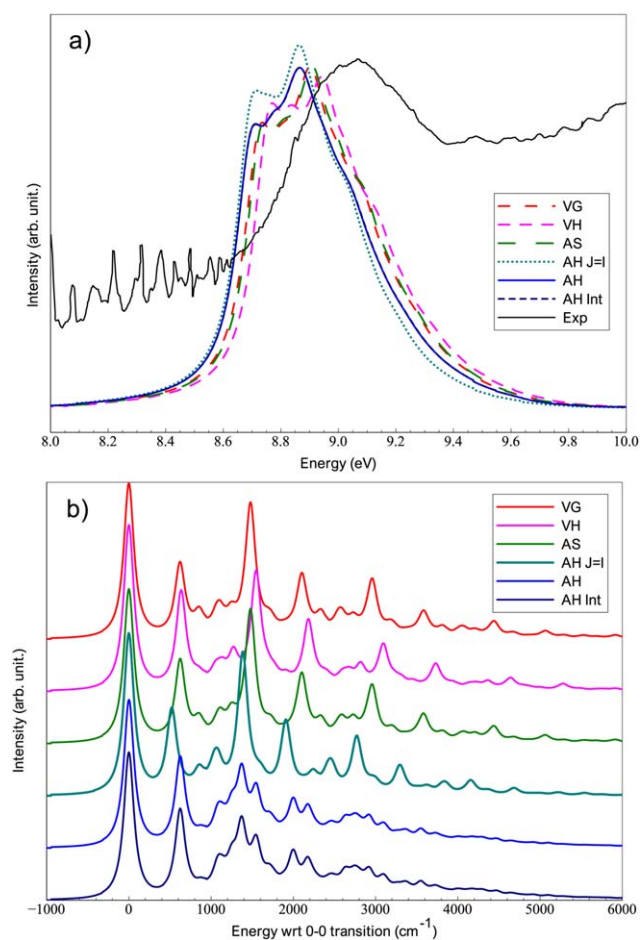 a)
Intensity (arb. unit.)
VG
VH
AS
AH J=I
AH
AH Int
Exp
8.0 8.2 8.4 8.6 8.8 9.0 9.2 9.4 9.6 9.8 10.0
Energy (eV)
b)
Intensity (arb. unit.)
VG
VH
AS
AH J=I
AH
AH Int
−1000 0 1000 2000 3000 4000 5000 6000
Energy wrt 0-0 transition (cm⁻¹)